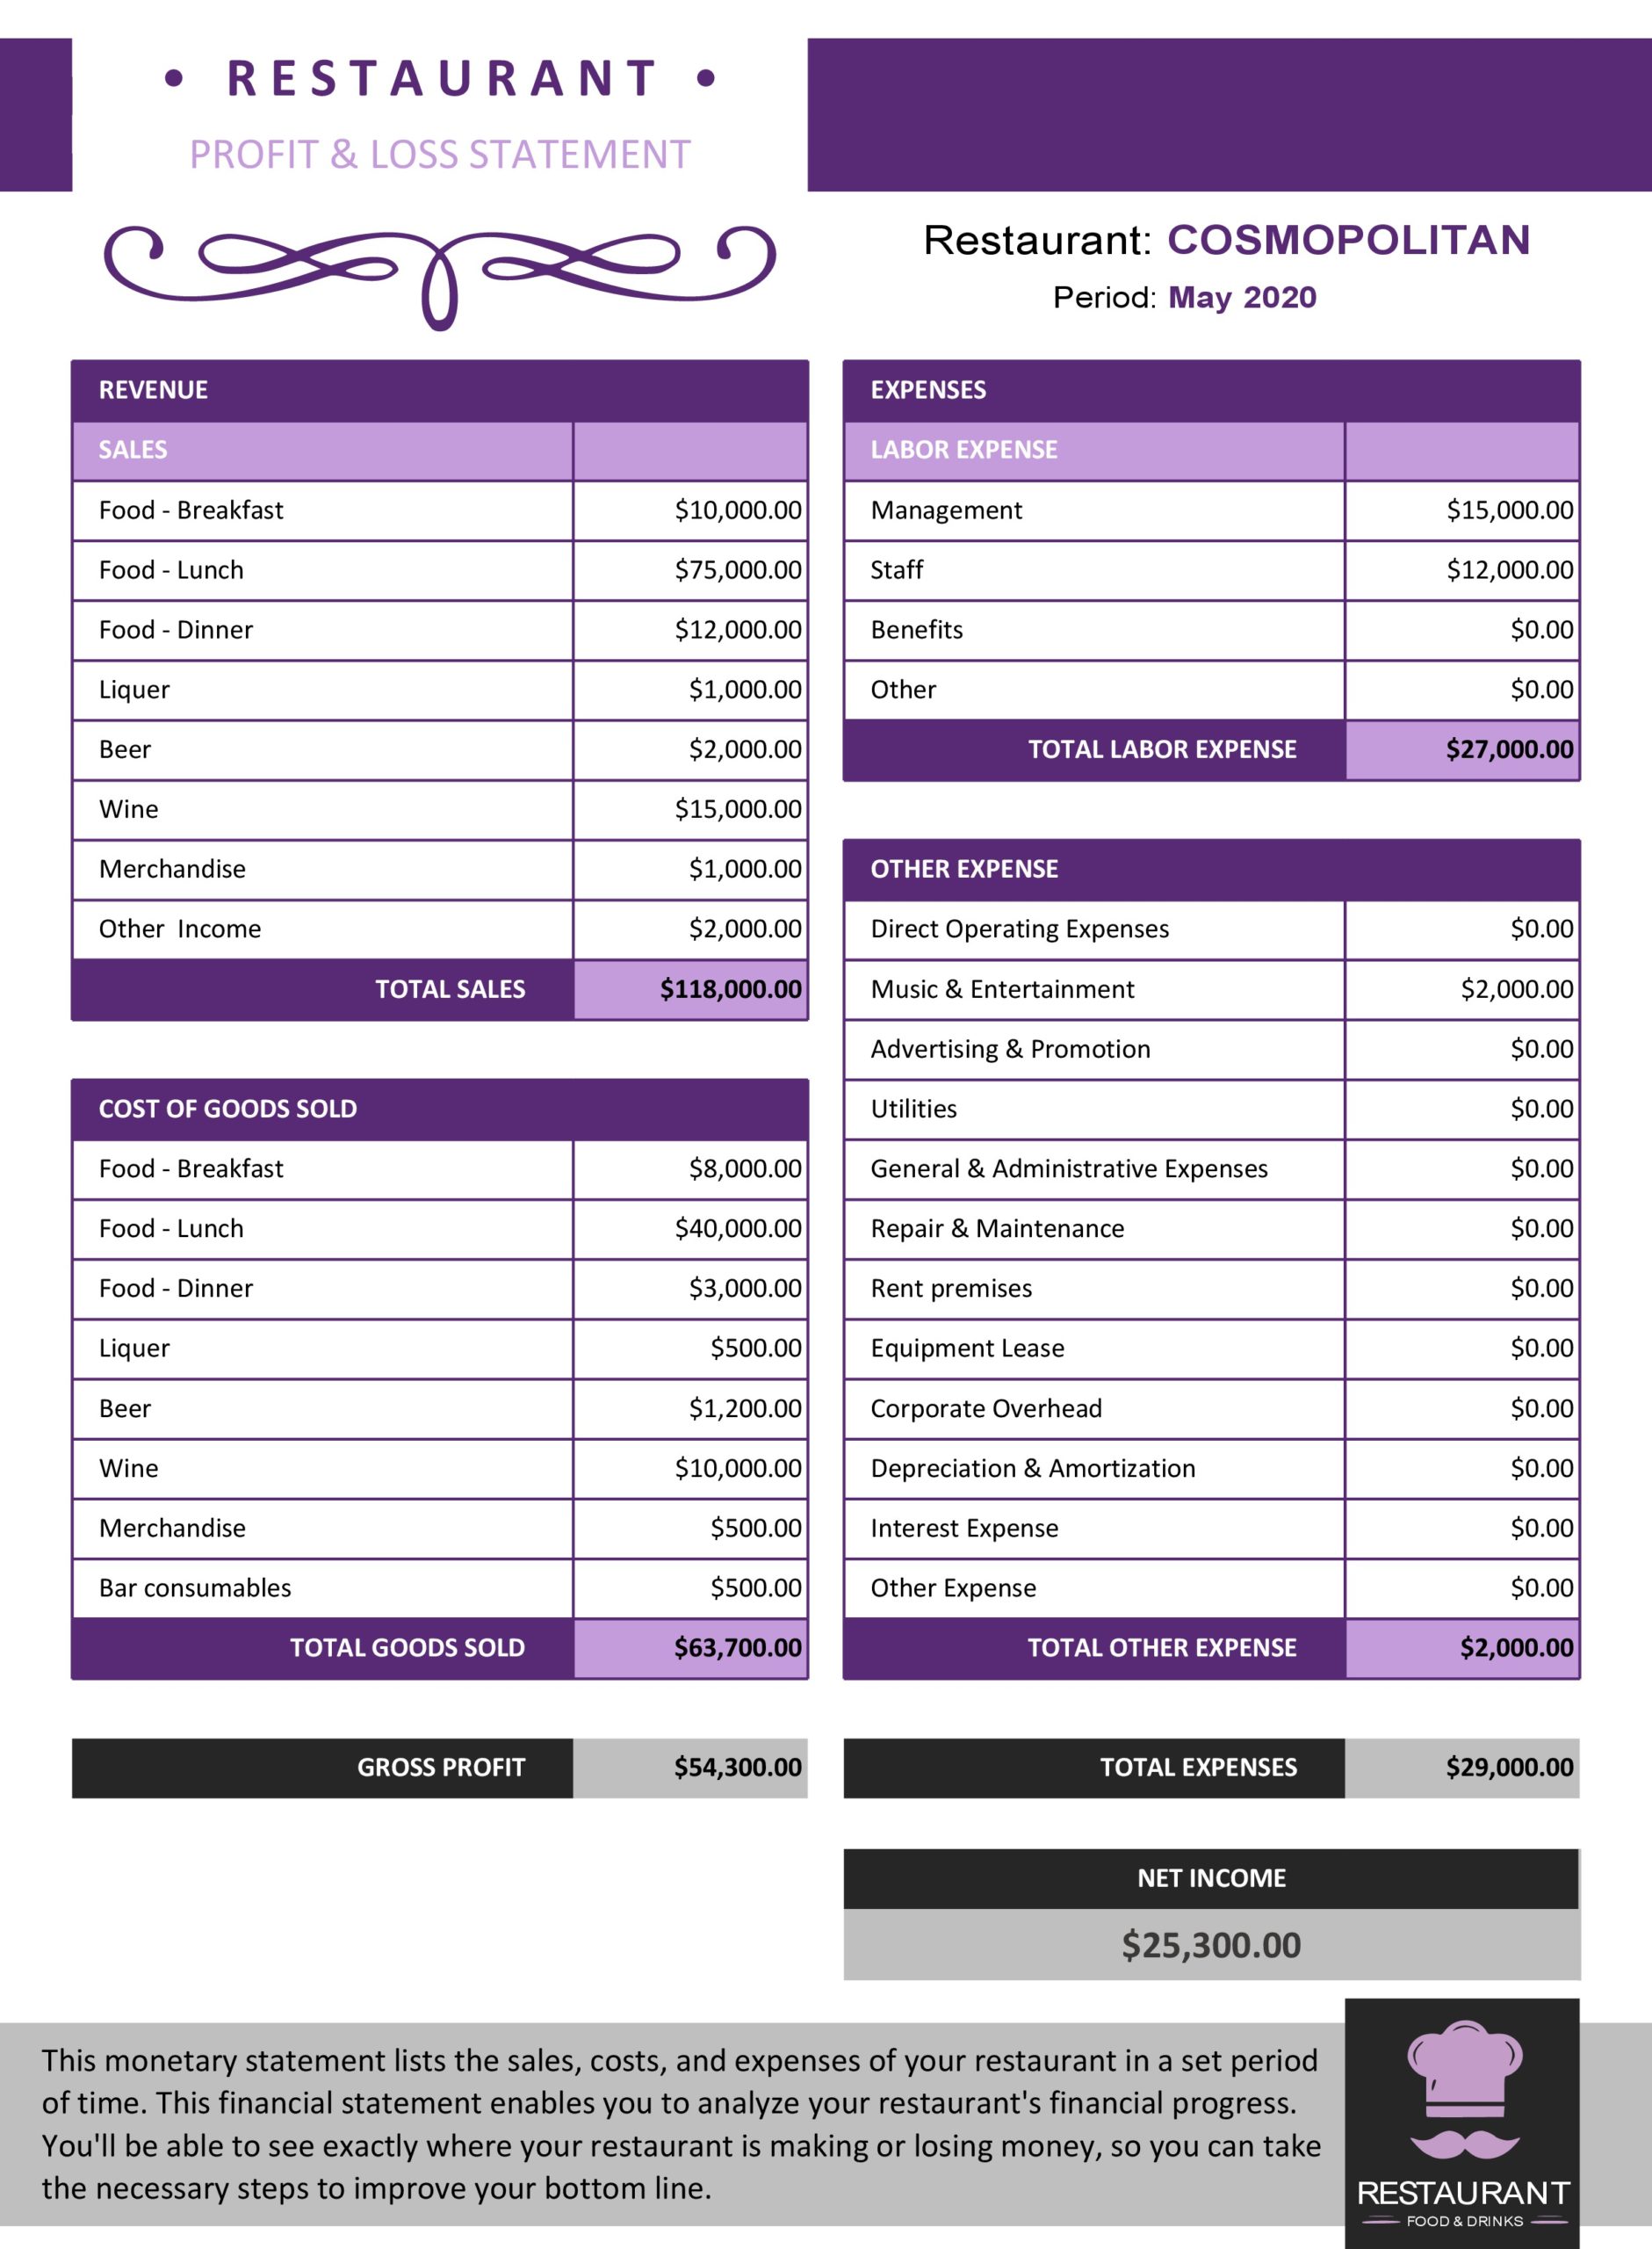 • RESTAURANT •
PROFIT & LOSS STATEMENT
Restaurant: COSMOPOLITAN
Period: May 2020
REVENUE
SALES
Food - Breakfast $10,000.00
Food - Lunch $75,000.00
Food - Dinner $12,000.00
Liquer $1,000.00
Beer $2,000.00
Wine $15,000.00
Merchandise $1,000.00
Other Income $2,000.00
TOTAL SALES $118,000.00
COST OF GOODS SOLD
Food - Breakfast $8,000.00
Food - Lunch $40,000.00
Food - Dinner $3,000.00
Liquer $500.00
Beer $1,200.00
Wine $10,000.00
Merchandise $500.00
Bar consumables $500.00
TOTAL GOODS SOLD $63,700.00
GROSS PROFIT $54,300.00
EXPENSES
LABOR EXPENSE
Management $15,000.00
Staff $12,000.00
Benefits $0.00
Other $0.00
TOTAL LABOR EXPENSE $27,000.00
OTHER EXPENSE
Direct Operating Expenses $0.00
Music & Entertainment $2,000.00
Advertising & Promotion $0.00
Utilities $0.00
General & Administrative Expenses $0.00
Repair & Maintenance $0.00
Rent premises $0.00
Equipment Lease $0.00
Corporate Overhead $0.00
Depreciation & Amortization $0.00
Interest Expense $0.00
Other Expense $0.00
TOTAL OTHER EXPENSE $2,000.00
TOTAL EXPENSES $29,000.00
NET INCOME
$25,300.00
This monetary statement lists the sales, costs, and expenses of your restaurant in a set period
of time. This financial statement enables you to analyze your restaurant's financial progress.
You'll be able to see exactly where your restaurant is making or losing money, so you can take
the necessary steps to improve your bottom line.
RESTAURANT
FOOD & DRINKS